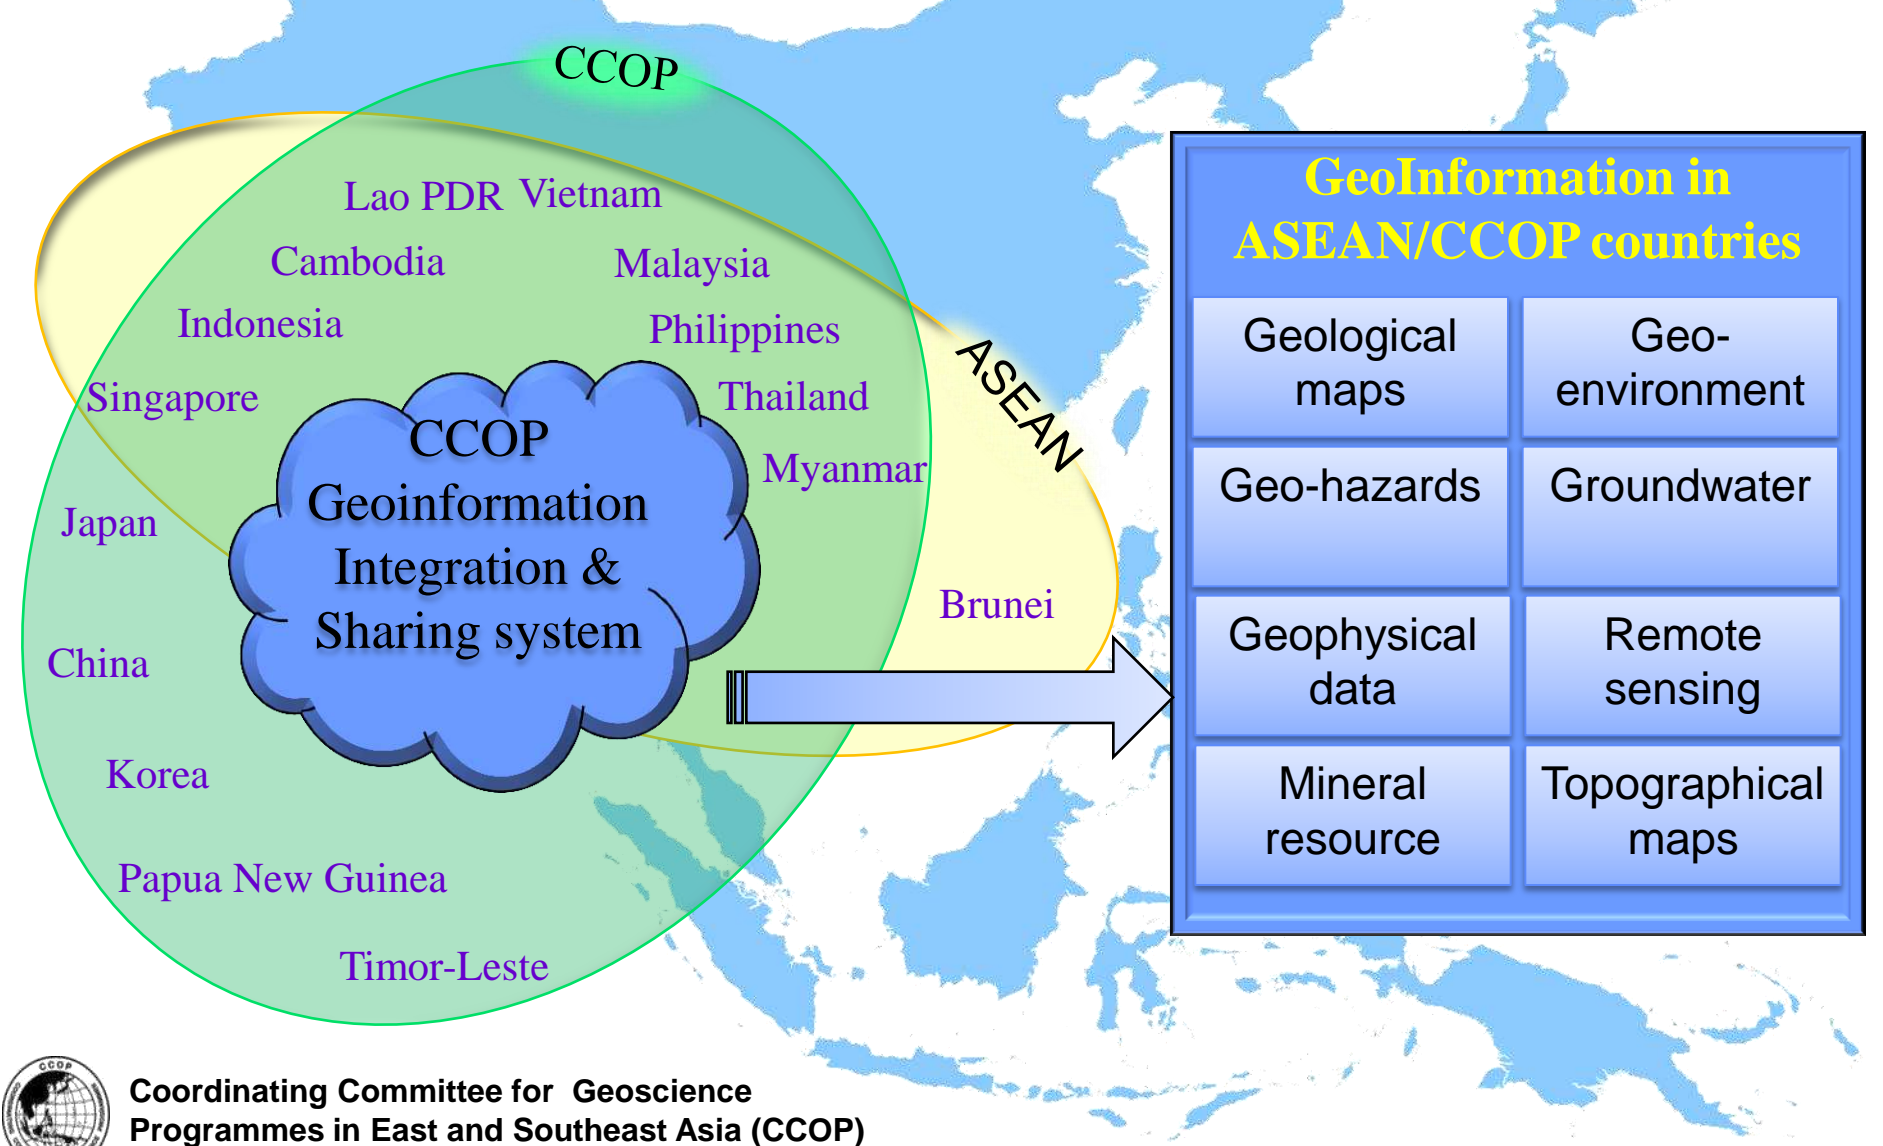 CCOP
Lao PDR Vietnam
Cambodia
Malaysia
Indonesia
Philippines
Singapore
Thailand
Myanmar
Japan
China
Korea
Papua New Guinea
Timor-Leste
Brunei
ASEAN
CCOP
Geoinformation
Integration &
Sharing system
GeoInformation in
ASEAN/CCOP countries
Geological
maps
Geo-
environment
Geo-hazards
Groundwater
Geophysical
data
Remote
sensing
Mineral
resource
Topographical
maps
CCOP
Coordinating Committee for Geoscience
Programmes in East and Southeast Asia (CCOP)